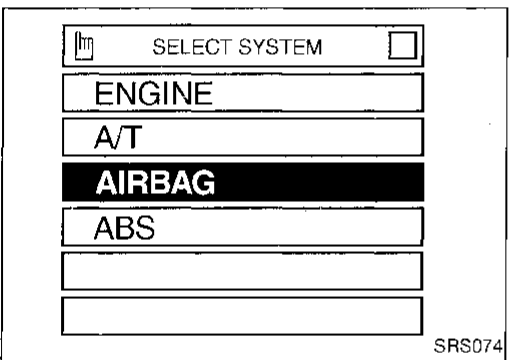 SELECT SYSTEM
ENGINE
A/T
AIRBAG
ABS
SRS074